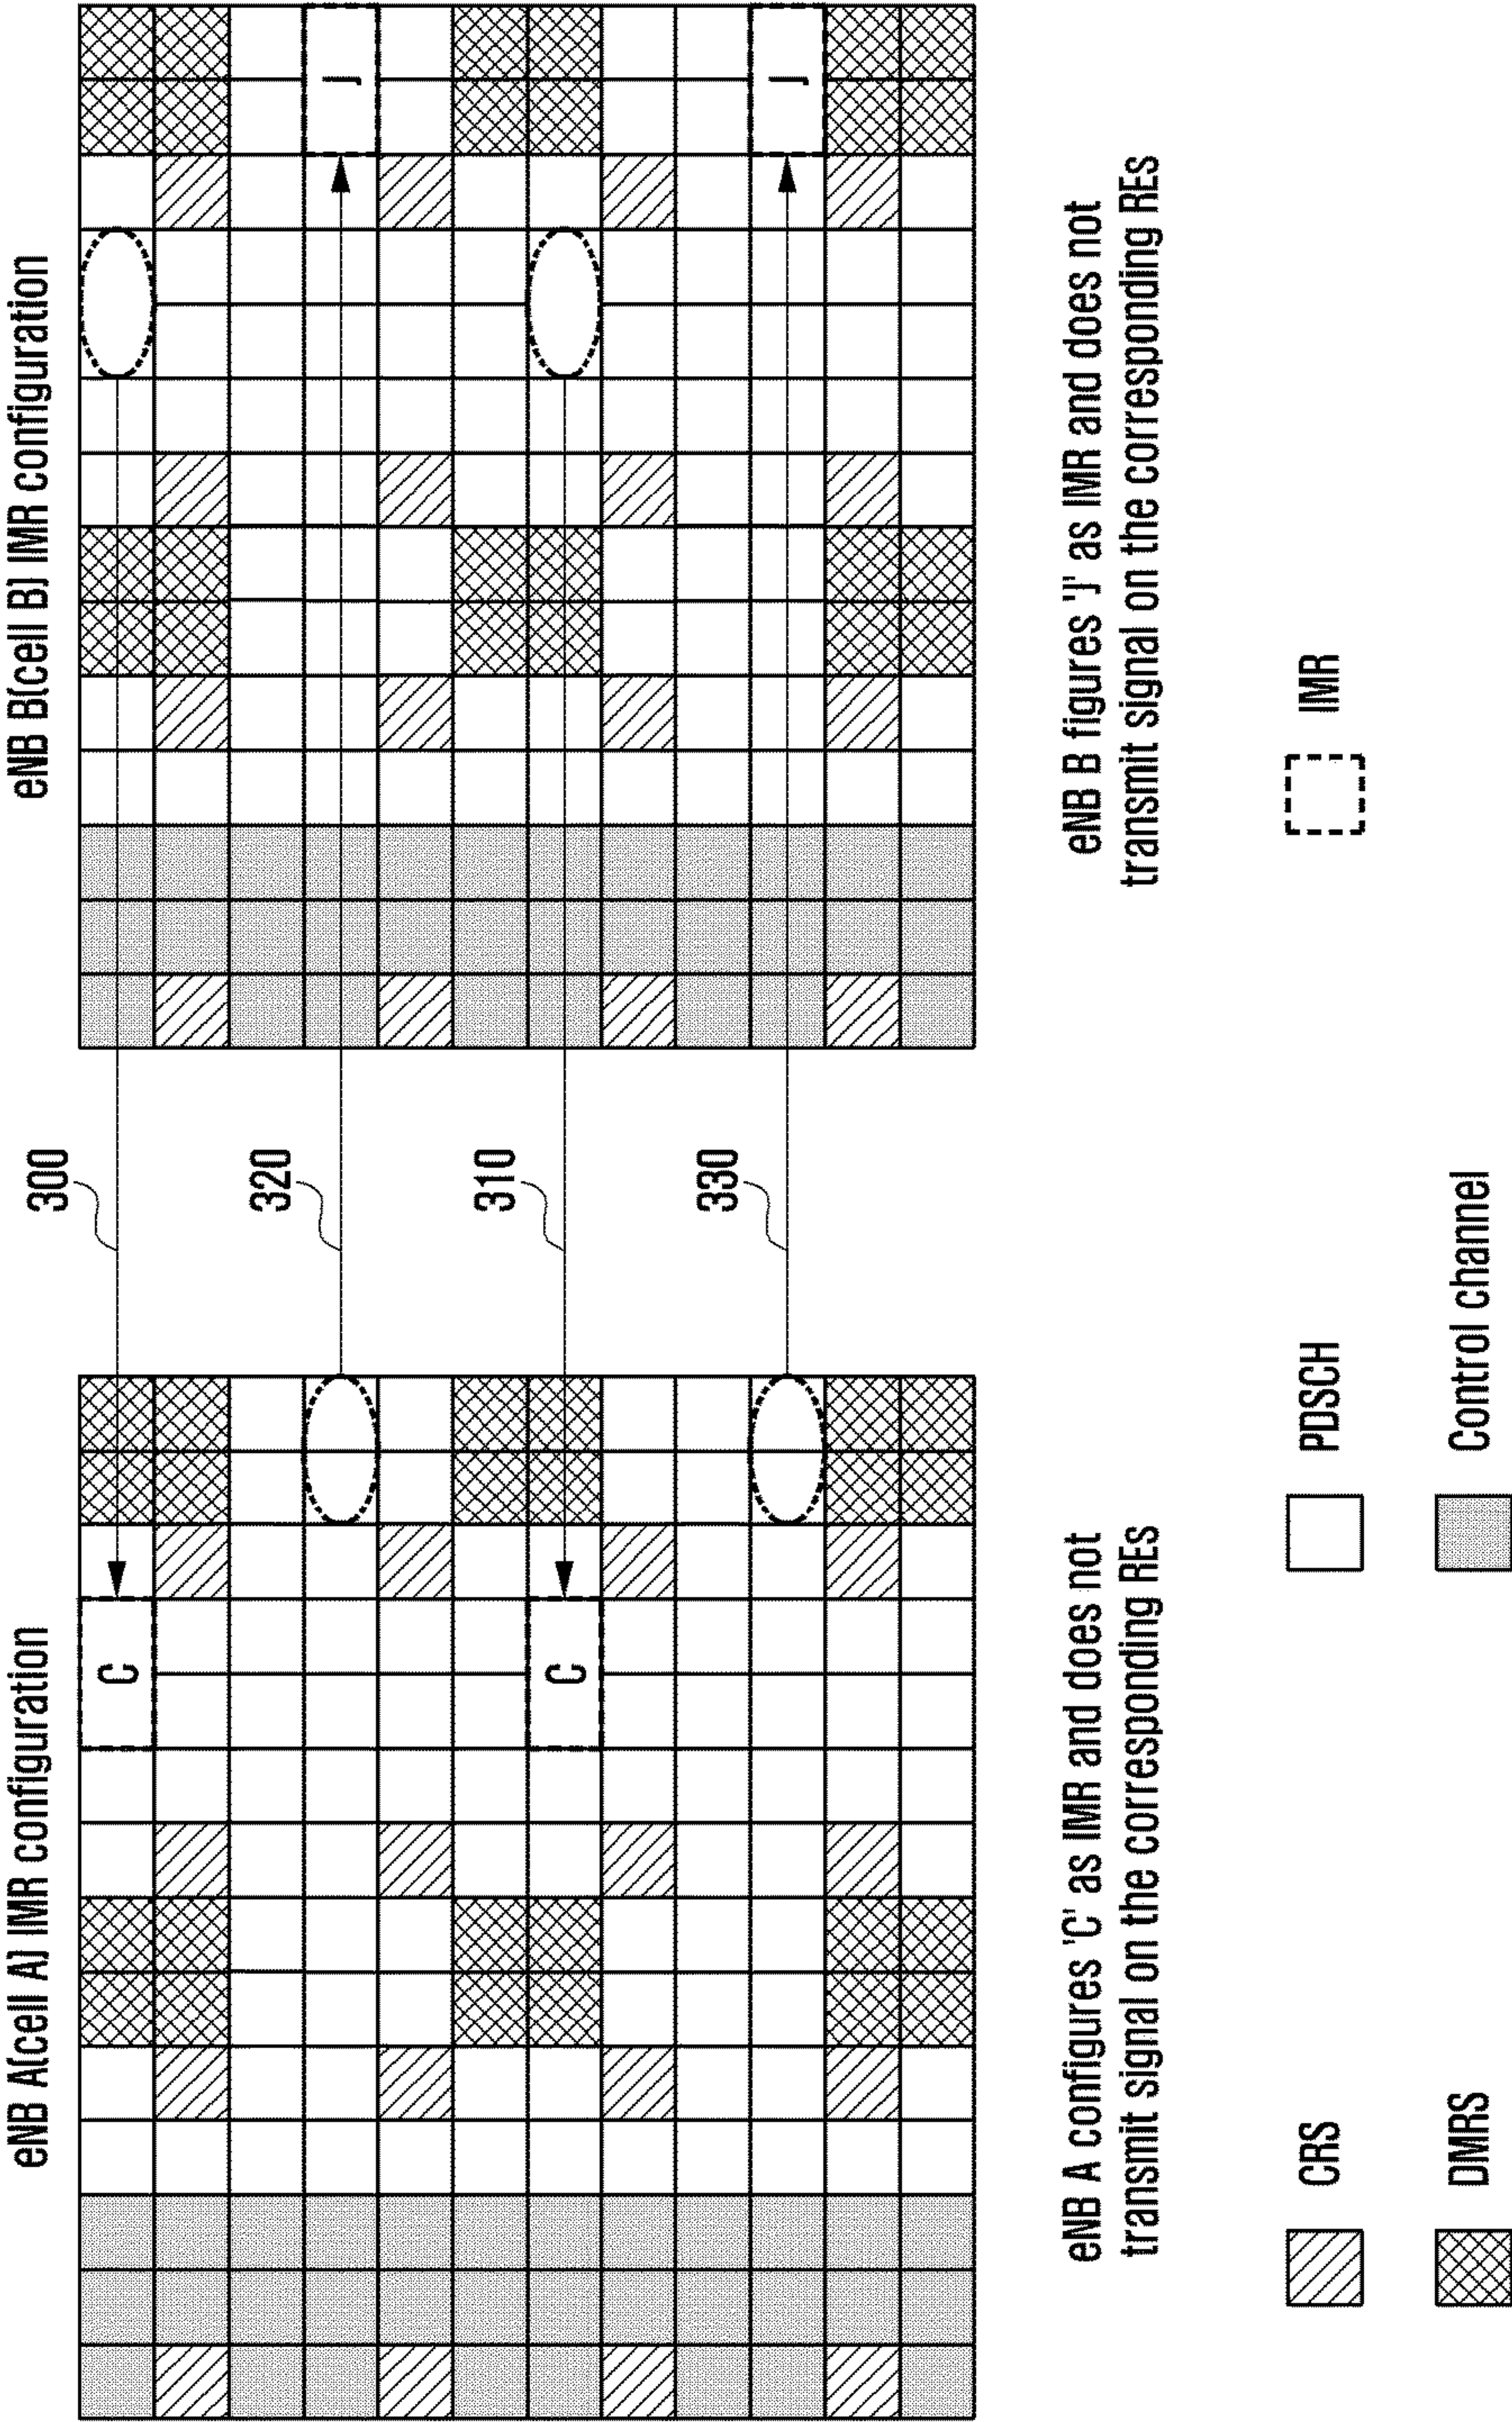 eNB A(cell A) IMR configuration
eNB B(cell B) IMR configuration
300
320
310
330
C
C
J
J
eNB A configures 'C' as IMR and does not
transmit signal on the corresponding REs
eNB B figures 'J' as IMR and does not
transmit signal on the corresponding REs
CRS
PDSCH
IMR
DMRS
Control channel